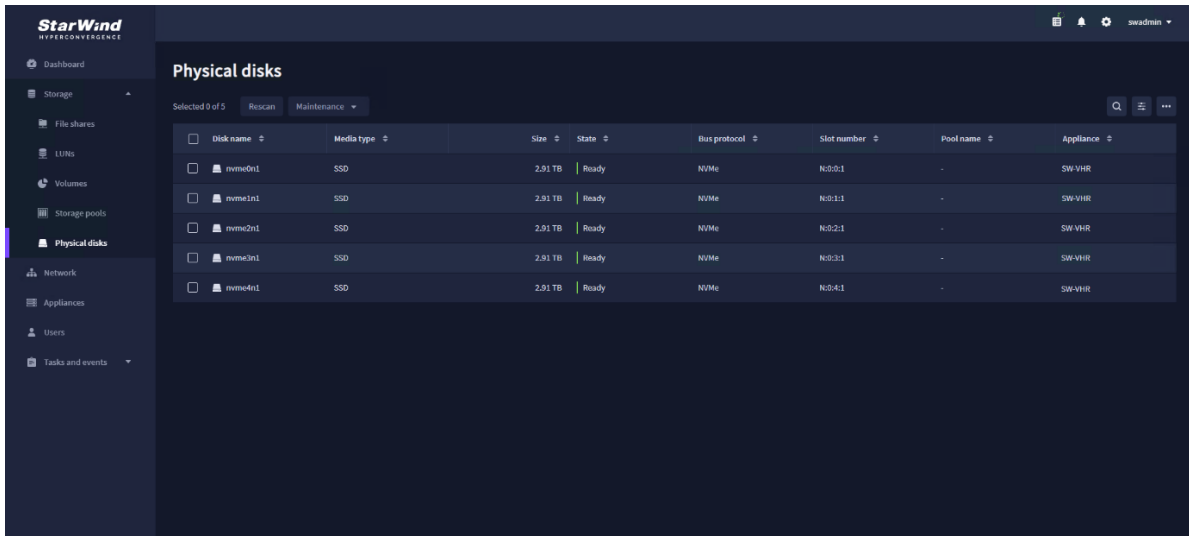 StarWind
HYPERCONVERGENCE
swadmin
Dashboard
Storage
File shares
LUNs
Volumes
Storage pools
Physical disks
Network
Appliances
Users
Tasks and events
Physical disks
Selected 0 of 5 Rescan Maintenance
Disk name Media type Size State Bus protocol Slot number Pool name Appliance
nvme0n1 SSD 2.91 TB Ready NVMe N:0:0:1 - SW-VHR
nvme1n1 SSD 2.91 TB Ready NVMe N:0:1:1 - SW-VHR
nvme2n1 SSD 2.91 TB Ready NVMe N:0:2:1 - SW-VHR
nvme3n1 SSD 2.91 TB Ready NVMe N:0:3:1 - SW-VHR
nvme4n1 SSD 2.91 TB Ready NVMe N:0:4:1 - SW-VHR